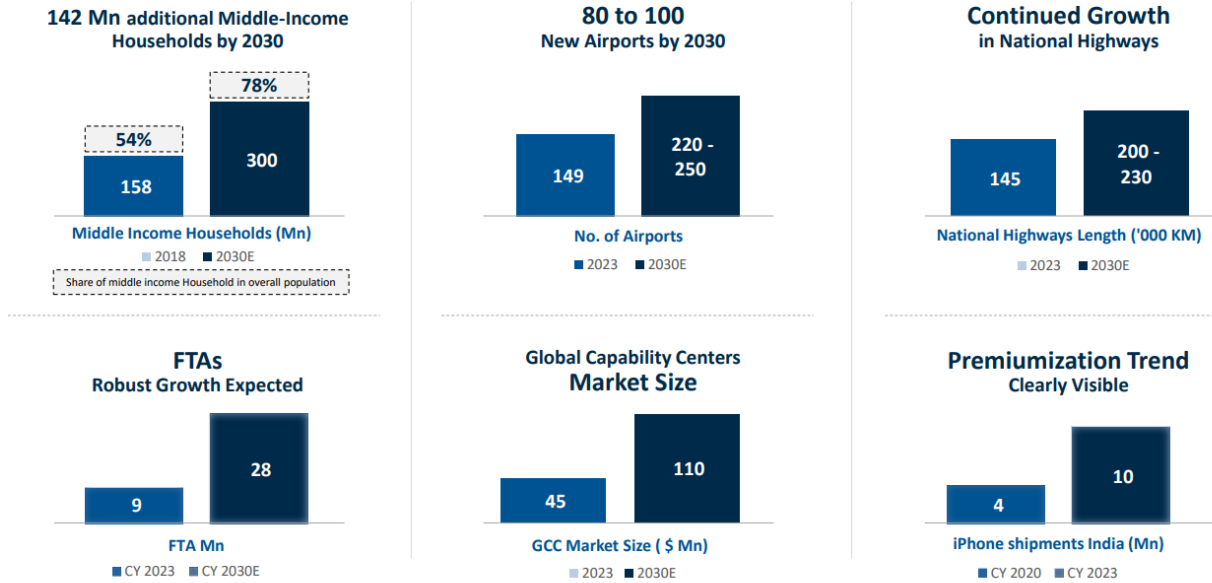 142 Mn additional Middle-Income
Households by 2030
78%
54%
300
158
Middle Income Households (Mn)
2018 2030E
Share of middle income Household in overall population
80 to 100
New Airports by 2030
220 -
250
149
No. of Airports
2023 2030E
Continued Growth
in National Highways
200 -
230
145
National Highways Length ('000 KM)
2023 2030E
FTAs
Robust Growth Expected
28
9
FTA Mn
CY 2023 CY 2030E
Global Capability Centers
Market Size
110
45
GCC Market Size ( $ Mn)
2023 2030E
Premiumization Trend
Clearly Visible
10
4
iPhone shipments India (Mn)
CY 2020 CY 2023